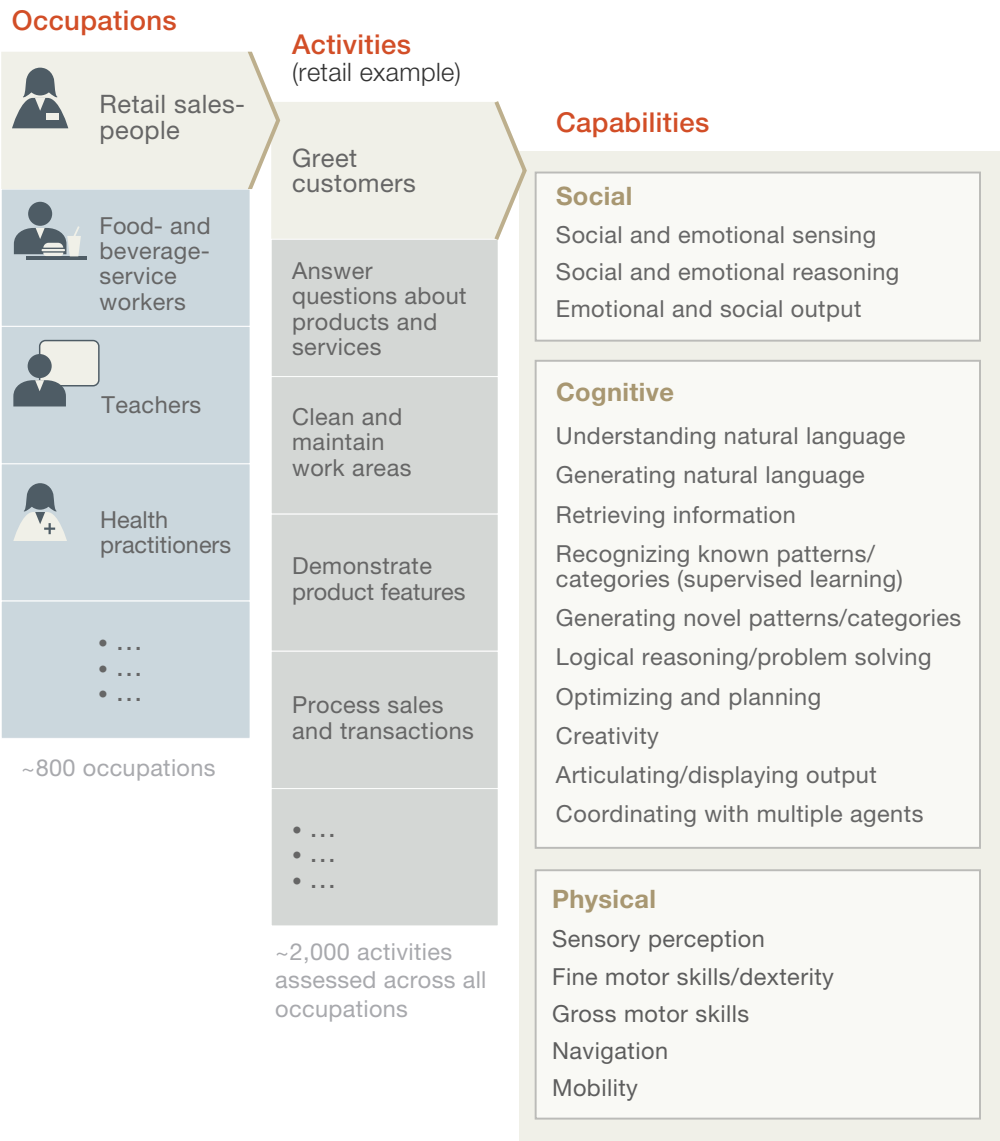 Occupations
Retail sales-
people
Food- and
beverage-
service
workers
Teachers
Health
practitioners
• ...
• ...
• ...
~800 occupations
Activities
(retail example)
Greet
customers
Answer
questions about
products and
services
Clean and
maintain
work areas
Demonstrate
product features
Process sales
and transactions
• ...
• ...
• ...
~2,000 activities
assessed across all
occupations
Capabilities
Social
Social and emotional sensing
Social and emotional reasoning
Emotional and social output
Cognitive
Understanding natural language
Generating natural language
Retrieving information
Recognizing known patterns/
categories (supervised learning)
Generating novel patterns/categories
Logical reasoning/problem solving
Optimizing and planning
Creativity
Articulating/displaying output
Coordinating with multiple agents
Physical
Sensory perception
Fine motor skills/dexterity
Gross motor skills
Navigation
Mobility